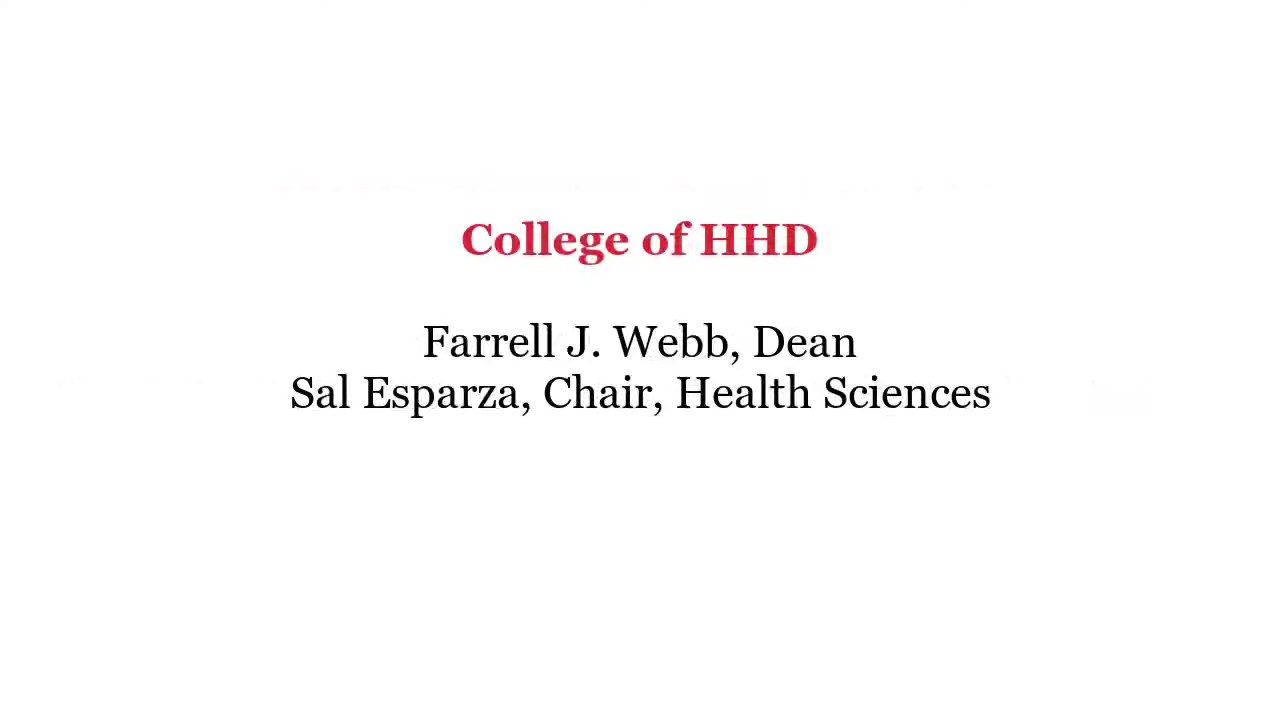 College of HHD
Farrell J. Webb, Dean
Sal Esparza, Chair, Health Sciences